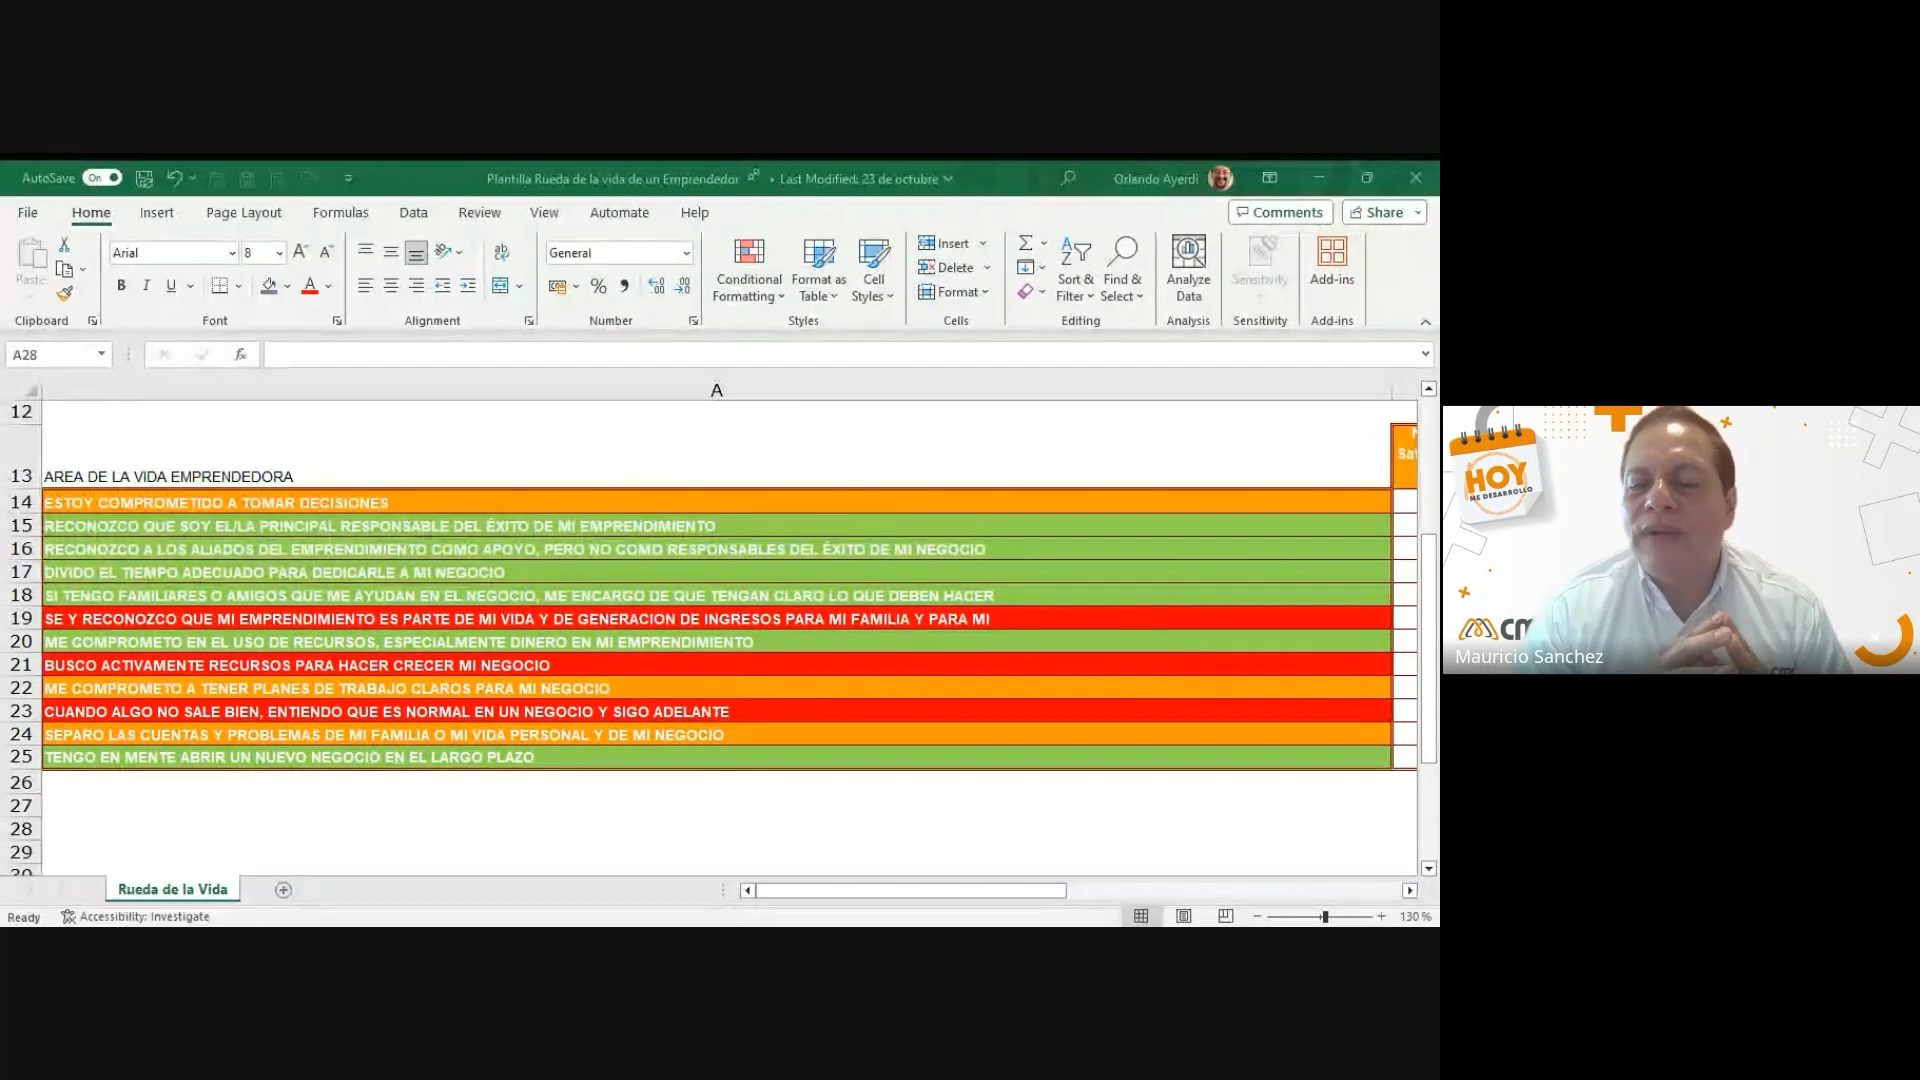 AutoSave On Plantilla Rueda de la vida de un Emprendedor • Last Modified: 23 de octubre Orlando Ayerdi
File Home Insert Page Layout Formulas Data Review View Automate Help Comments Share
Paste Arial 8 General Conditional Formatting Format as Table Cell Styles Insert Delete Format Sort & Filter Find & Select Analyze Data Sensitivity Add-ins
Clipboard Font Alignment Number Styles Cells Editing Analysis Sensitivity Add-ins
A28 fx
A
12
13 AREA DE LA VIDA EMPRENDEDORA
14 ESTOY COMPROMETIDO A TOMAR DECISIONES
15 RECONOZCO QUE SOY EL/LA PRINCIPAL RESPONSABLE DEL ÉXITO DE MI EMPRENDIMIENTO
16 RECONOZCO A LOS ALIADOS DEL EMPRENDIMIENTO COMO APOYO, PERO NO COMO RESPONSABLES DEL ÉXITO DE MI NEGOCIO
17 DIVIDO EL TIEMPO ADECUADO PARA DEDICARLE A MI NEGOCIO
18 SI TENGO FAMILIARES O AMIGOS QUE ME AYUDAN EN EL NEGOCIO, ME ENCARGO DE QUE TENGAN CLARO LO QUE DEBEN HACER
19 SE Y RECONOZCO QUE MI EMPRENDIMIENTO ES PARTE DE MI VIDA Y DE GENERACION DE INGRESOS PARA MI FAMILIA Y PARA MI
20 ME COMPROMETO EN EL USO DE RECURSOS, ESPECIALMENTE DINERO EN MI EMPRENDIMIENTO
21 BUSCO ACTIVAMENTE RECURSOS PARA HACER CRECER MI NEGOCIO
22 ME COMPROMETO A TENER PLANES DE TRABAJO CLAROS PARA MI NEGOCIO
23 CUANDO ALGO NO SALE BIEN, ENTIENDO QUE ES NORMAL EN UN NEGOCIO Y SIGO ADELANTE
24 SEPARO LAS CUENTAS Y PROBLEMAS DE MI FAMILIA O MI VIDA PERSONAL Y DE MI NEGOCIO
25 TENGO EN MENTE ABRIR UN NUEVO NEGOCIO EN EL LARGO PLAZO
26
27
28
29
Rueda de la Vida
Ready Accessibility: Investigate 130 %
HOY
ME DESARROLLO
Mauricio Sanchez